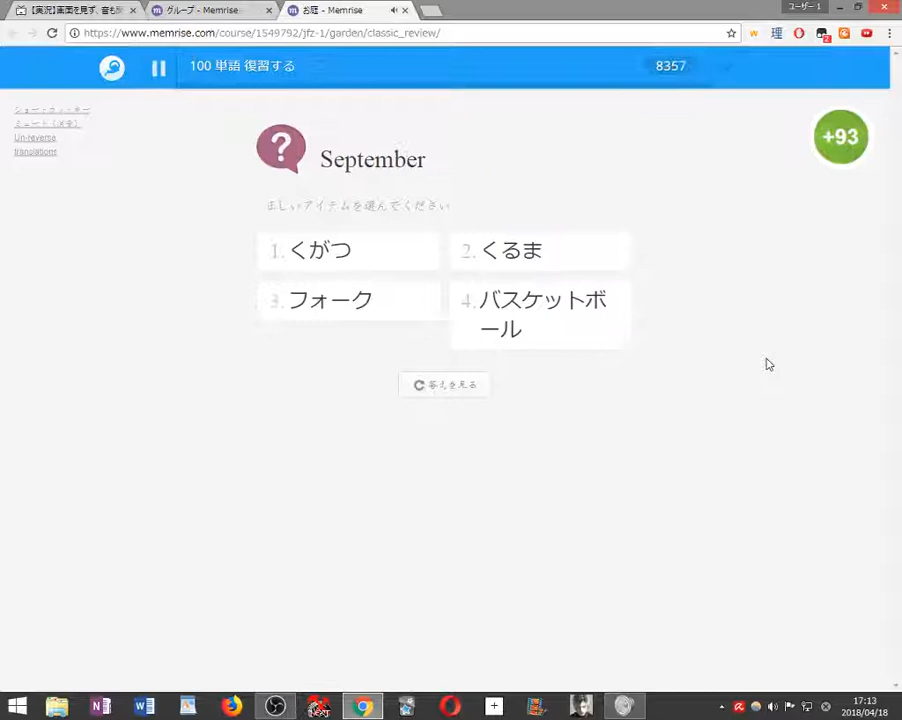 【実況】画面を見ず、音も
グループ - Memrise
お庭 - Memrise
ユーザー 1
https://www.memrise.com/course/1549792/jfz-1/garden/classic_review/
100 単語 復習する
8357
Un-reverse
translations
+93
?
September
正しいアイテムを選んでください
1. くがつ
2. くるま
3. フォーク
4. バスケットボ
ール
答えを見る
17:13
2018/04/18